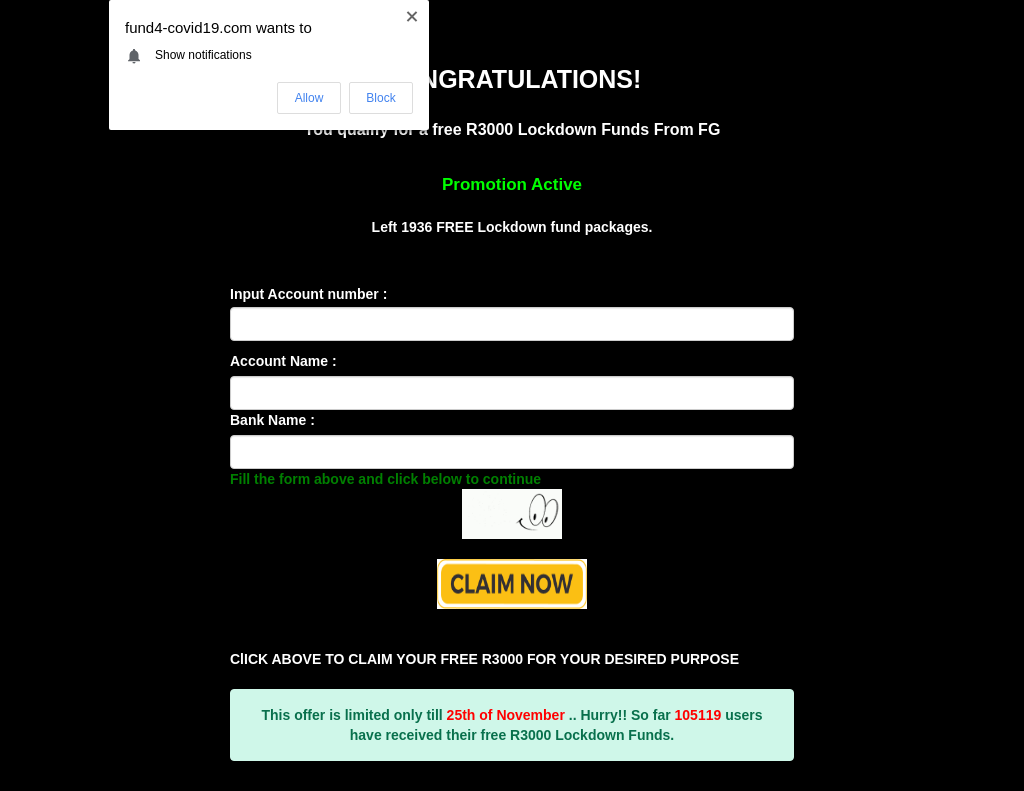 fund4-covid19.com wants to
Show notifications
Allow
Block
NGRATULATIONS!
You qualify for a free R3000 Lockdown Funds From FG
Promotion Active
Left 1936 FREE Lockdown fund packages.
Input Account number :
Account Name :
Bank Name :
Fill the form above and click below to continue
CLAIM NOW
ClICK ABOVE TO CLAIM YOUR FREE R3000 FOR YOUR DESIRED PURPOSE
This offer is limited only till 25th of November .. Hurry!! So far 105119 users
have received their free R3000 Lockdown Funds.